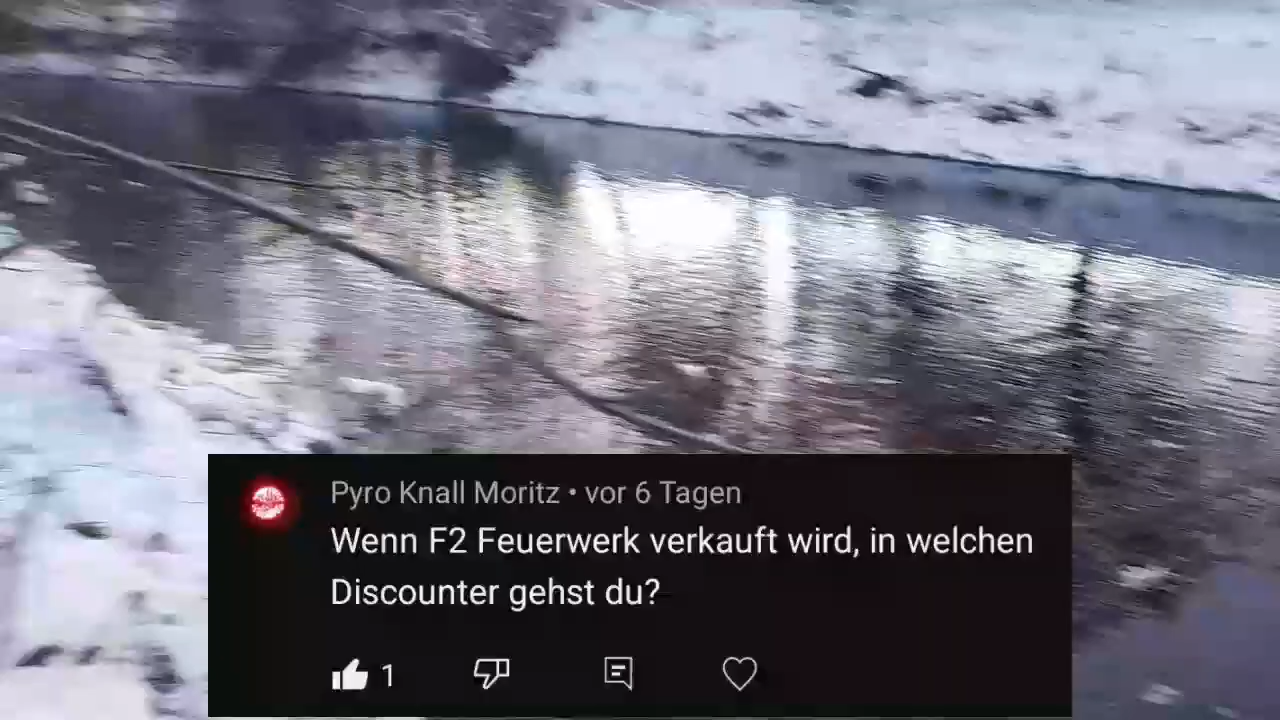 Pyro Knall Moritz • vor 6 Tagen
Wenn F2 Feuerwerk verkauft wird, in welchen
Discounter gehst du?
1